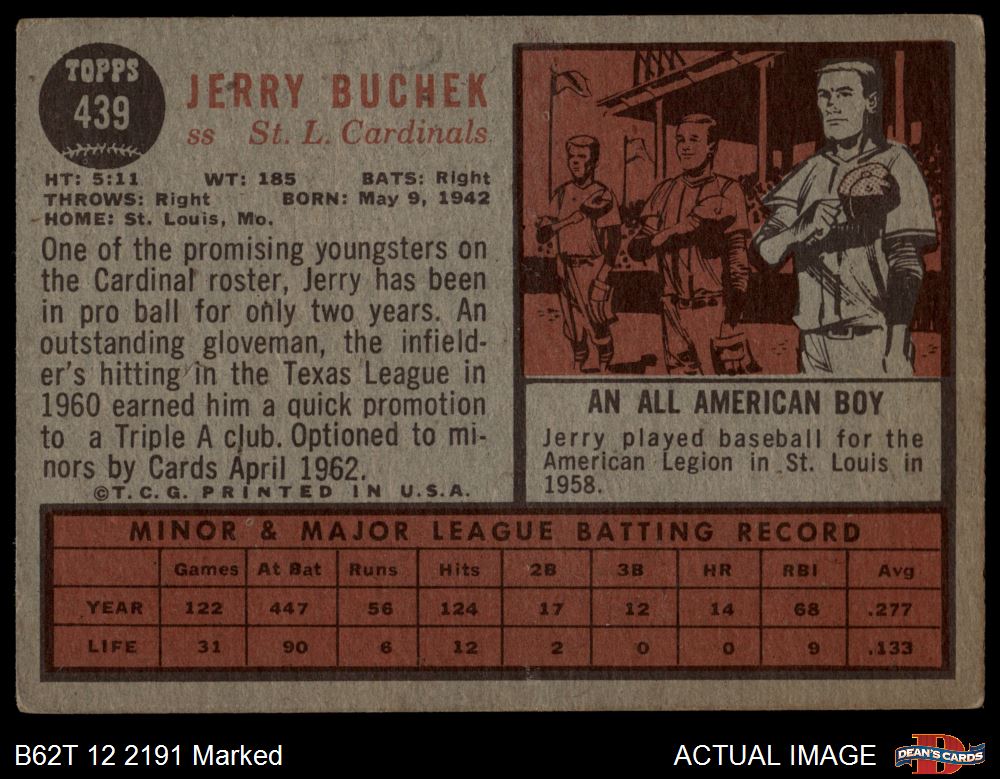 TOPPS
439
JERRY BUCHEK
ss St. L. Cardinals
HT: 5:11 WT: 185 BATS: Right
THROWS: Right BORN: May 9, 1942
HOME: St. Louis, Mo.
One of the promising youngsters on
the Cardinal roster, Jerry has been
in pro ball for only two years. An
outstanding gloveman, the infield-
er's hitting in the Texas League in
1960 earned him a quick promotion
to a Triple A club. Optioned to mi-
nors by Cards April 1962.
©T.C.G. PRINTED IN U.S.A.
AN ALL AMERICAN BOY
Jerry played baseball for the
American Legion in St. Louis in
1958.
MINOR & MAJOR LEAGUE BATTING RECORD
Games At Bat Runs Hits 2B 3B HR RBI Avg
YEAR 122 447 56 124 17 12 14 68 .277
LIFE 31 90 6 12 2 0 0 9 .133
B62T 12 2191 Marked
ACTUAL IMAGE
DEAN'S CARDS